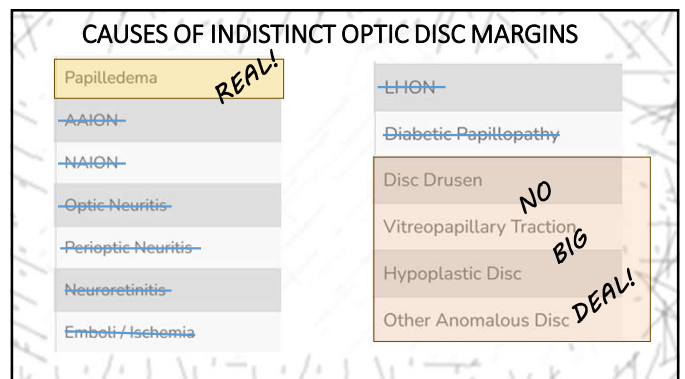 CAUSES OF INDISTINCT OPTIC DISC MARGINS
Papilledema
REAL!
AAION
NAION
Optic Neuritis
Perioptic Neuritis
Neuroretinitis
Emboli / Ischemia
LHON
Diabetic Papillopathy
Disc Drusen
Vitreopapillary Traction
Hypoplastic Disc
Other Anomalous Disc
NO
BIG
DEAL!